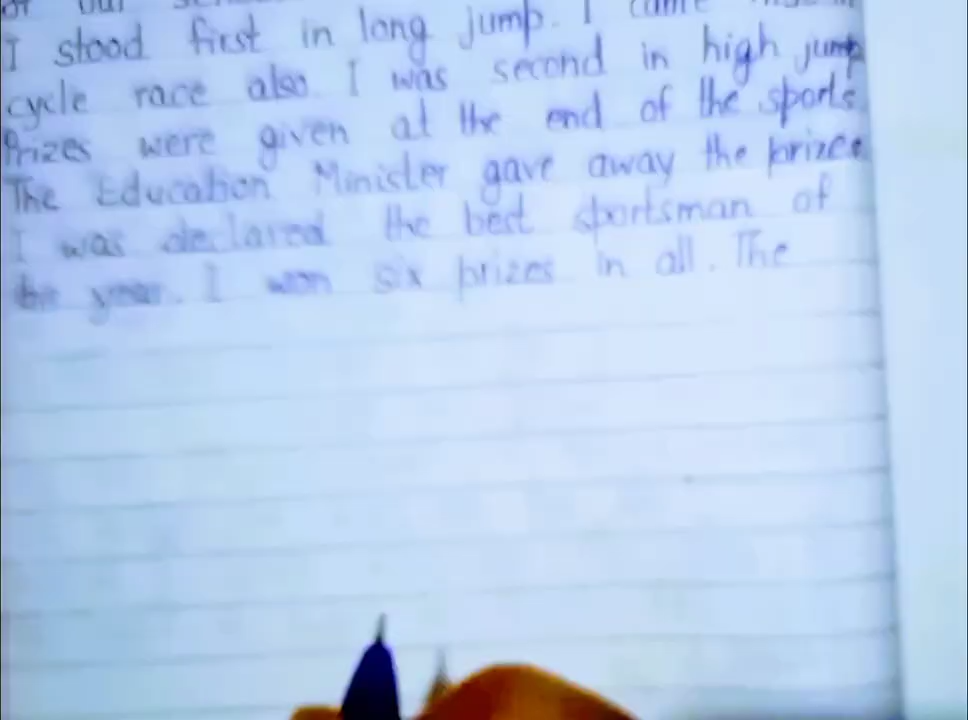 of our
I stood first in long jump. I came
cycle race also I was second in high jump
Prizes were given at the end of the sports
The Education Minister gave away the prizes
I was declared the best sportsman of
the year. I won six prizes in all. The